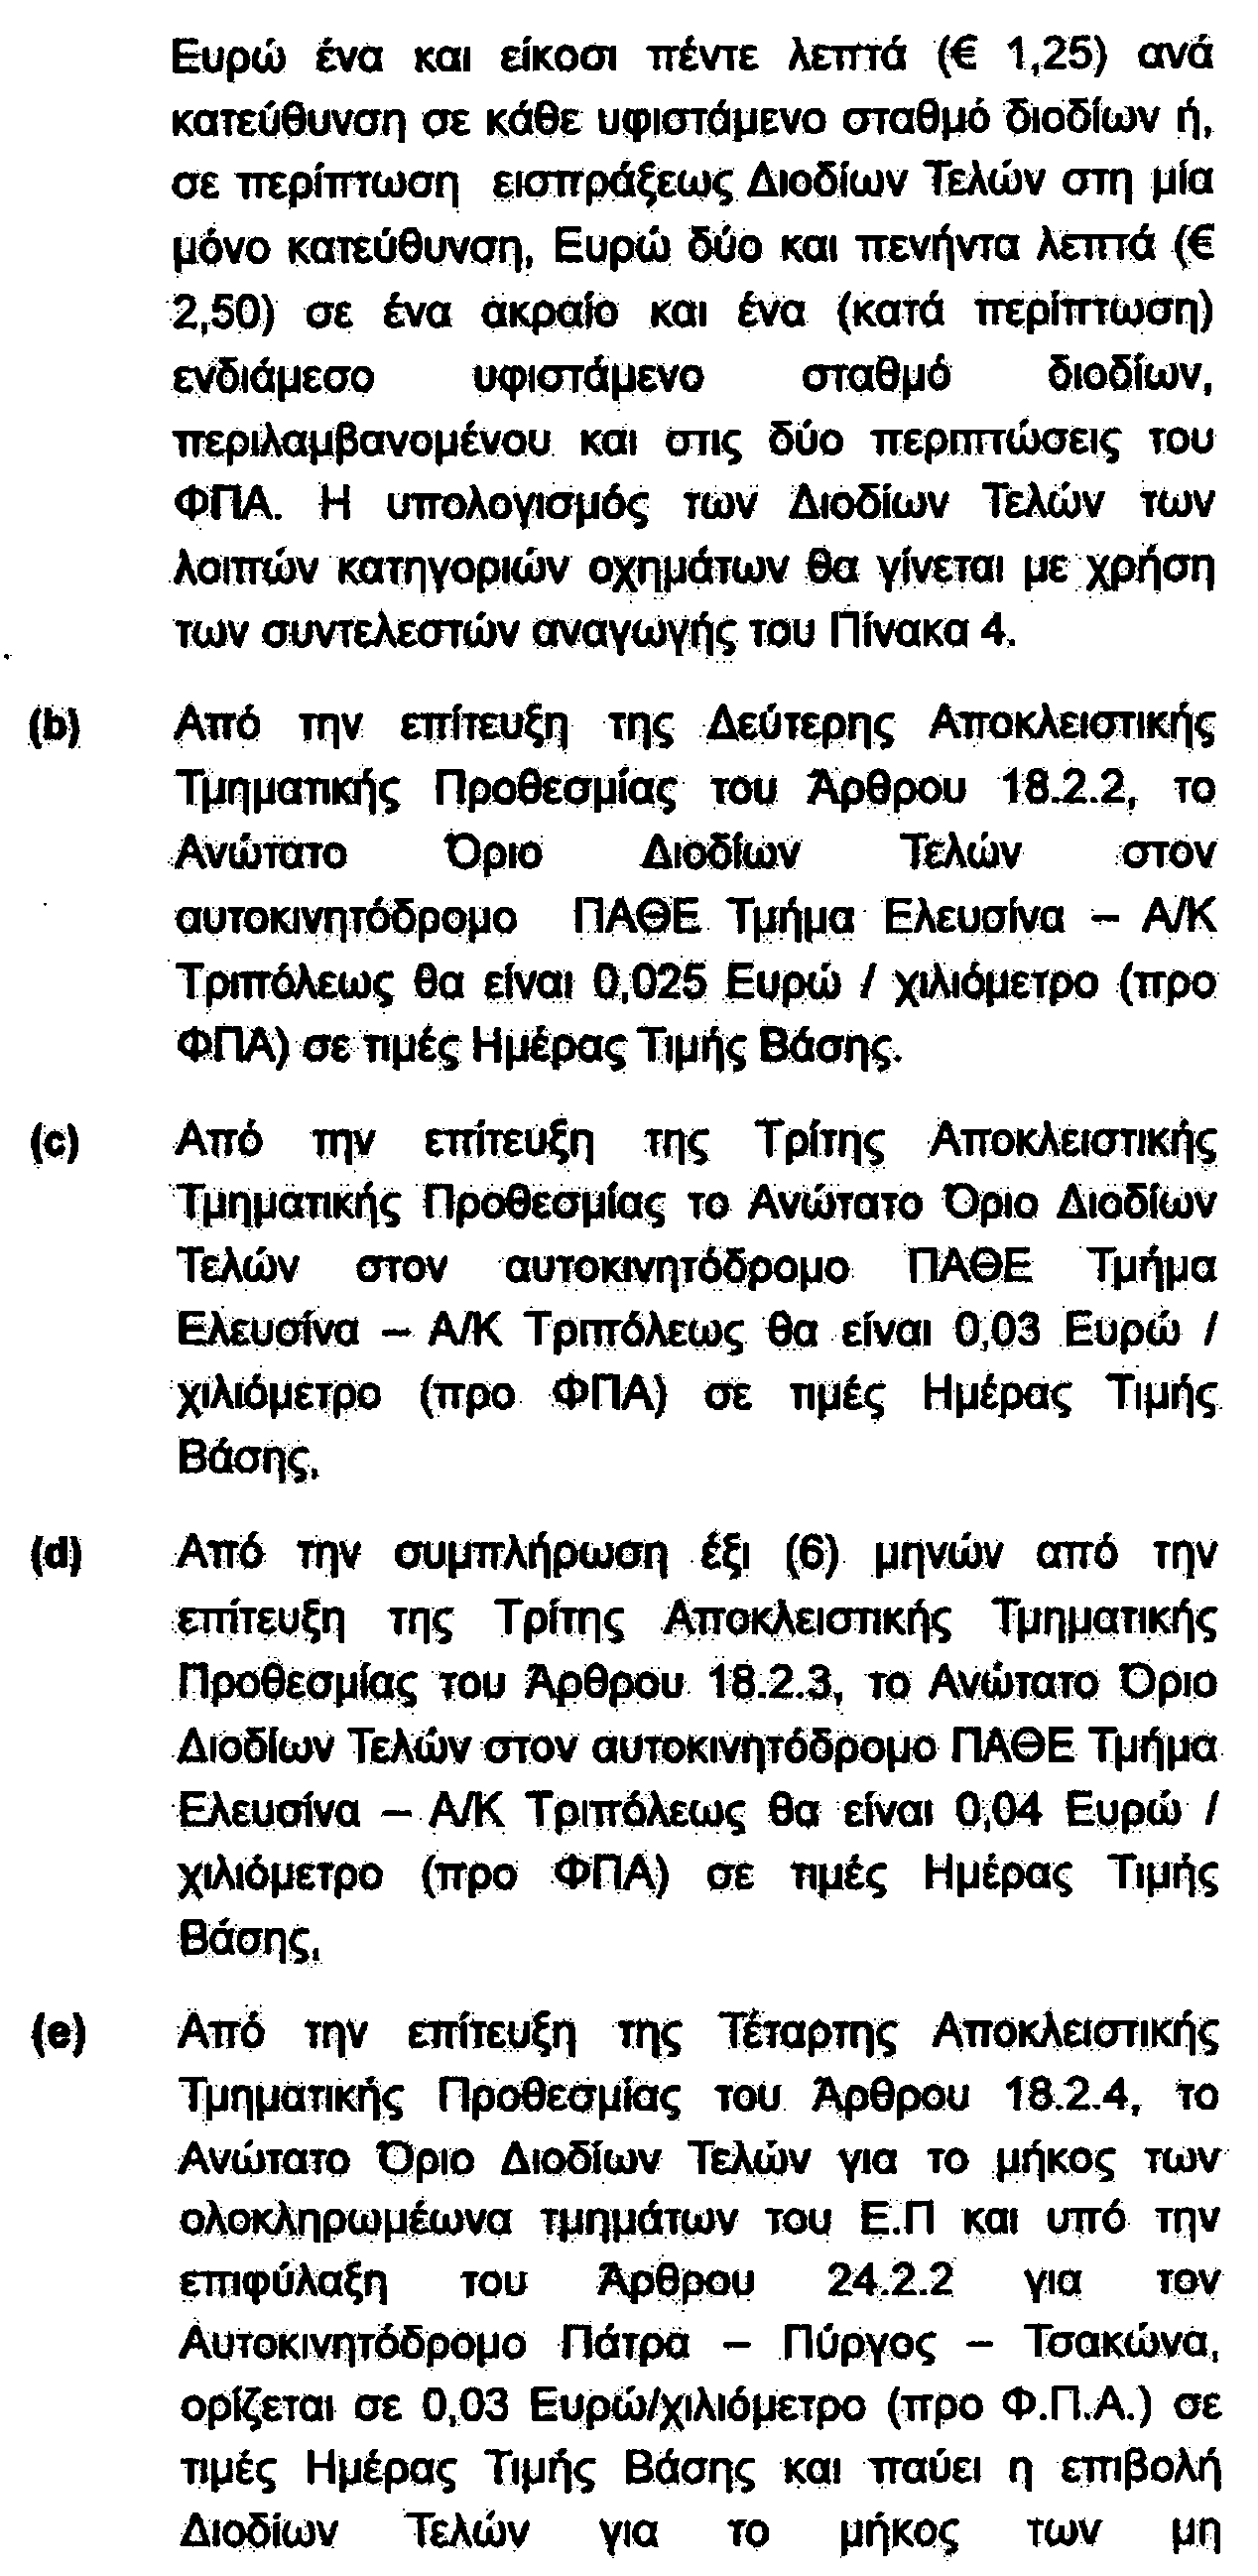 Ευρώ ένα και είκοσι πέντε λεπτά (€ 1,25) ανά
κατεύθυνση σε κάθε υφιστάμενο σταθμό διοδίων ή,
σε περίπτωση εισπράξεως Διοδίων Τελών στη μία
μόνο κατεύθυνση, Ευρώ δύο και πενήντα λεπτά (€
2,50) σε ένα ακραίο και ένα (κατά περίπτωση)
ενδιάμεσο υφιστάμενο σταθμό διοδίων,
περιλαμβανομένου και στις δύο περιπτώσεις του
ΦΠΑ. Η υπολογισμός των Διοδίων Τελών των
λοιπών κατηγοριών οχημάτων θα γίνεται με χρήση
των συντελεστών αναγωγής του Πίνακα 4.
(b) Από την επίτευξη της Δεύτερης Αποκλειστικής
Τμηματικής Προθεσμίας του Άρθρου 18.2.2, το
Ανώτατο Όριο Διοδίων Τελών στον
αυτοκινητόδρομο ΠΑΘΕ Τμήμα Ελευσίνα – Α/Κ
Τριπόλεως θα είναι 0,025 Ευρώ / χιλιόμετρο (προ
ΦΠΑ) σε τιμές Ημέρας Τιμής Βάσης.
(c) Από την επίτευξη της Τρίτης Αποκλειστικής
Τμηματικής Προθεσμίας το Ανώτατο Όριο Διοδίων
Τελών στον αυτοκινητόδρομο ΠΑΘΕ Τμήμα
Ελευσίνα – Α/Κ Τριπόλεως θα είναι 0,03 Ευρώ /
χιλιόμετρο (προ ΦΠΑ) σε τιμές Ημέρας Τιμής
Βάσης,
(d) Από την συμπλήρωση έξι (6) μηνών από την
επίτευξη της Τρίτης Αποκλειστικής Τμηματικής
Προθεσμίας του Άρθρου 18.2.3, το Ανώτατο Όριο
Διοδίων Τελών στον αυτοκινητόδρομο ΠΑΘΕ Τμήμα
Ελευσίνα – Α/Κ Τριπόλεως θα είναι 0,04 Ευρώ /
χιλιόμετρο (προ ΦΠΑ) σε τιμές Ημέρας Τιμής
Βάσης,
(e) Από την επίτευξη της Τέταρτης Αποκλειστικής
Τμηματικής Προθεσμίας του Άρθρου 18.2.4, το
Ανώτατο Όριο Διοδίων Τελών για το μήκος των
ολοκληρωμέωνα τμημάτων του Ε.Π και υπό την
επιφύλαξη του Άρθρου 24.2.2 για τον
Αυτοκινητόδρομο Πάτρα – Πύργος – Τσακώνα,
ορίζεται σε 0,03 Ευρώ/χιλιόμετρο (προ Φ.Π.Α.) σε
τιμές Ημέρας Τιμής Βάσης και παύει η επιβολή
Διοδίων Τελών για το μήκος των μη